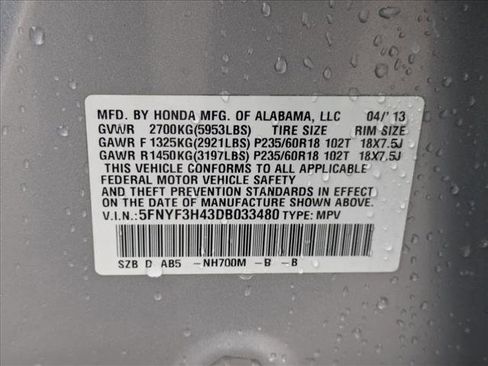 MFD. BY HONDA MFG. OF ALABAMA, LLC 04/'13
GVWR 2700KG(5953LBS) TIRE SIZE RIM SIZE
GAWR F 1325KG(2921LBS) P235/60R18 102T 18X7.5J
GAWR R1450KG(3197LBS) P235/60R18 102T 18X7.5J
THIS VEHICLE CONFORMS TO ALL APPLICABLE
FEDERAL MOTOR VEHICLE SAFETY
AND THEFT PREVENTION STANDARDS IN EFFECT
ON THE DATE OF MANUFACTURE SHOWN ABOVE.
V.I.N.:5FNYF3H43DB033480 TYPE: MPV
SZB D AB5 -NH700M -B -B